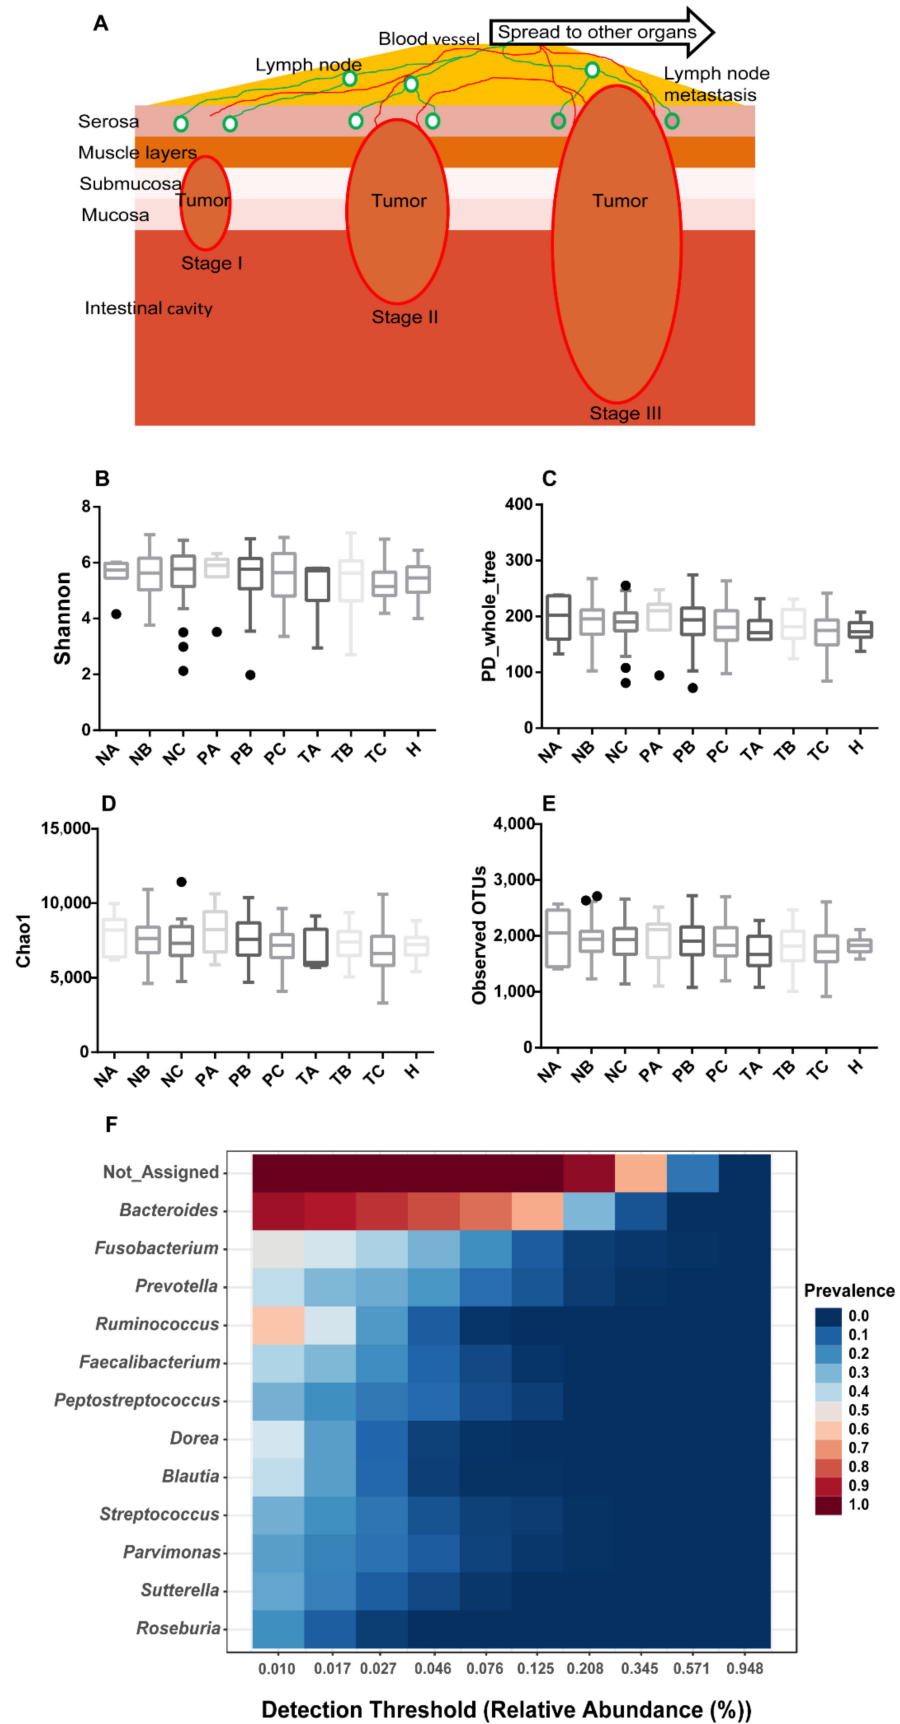 A
Blood vessel
Spread to other organs
Lymph node
Lymph node
metastasis
Serosa
Muscle layers
Submucosa
Tumor
Tumor
Tumor
Mucosa
Stage I
Intestinal cavity
Stage II
Stage III
B
Shannon
8
6
4
2
0
NA NB NC PA PB PC TA TB TC H
C
PD_whole_tree
400
300
200
100
0
NA NB NC PA PB PC TA TB TC H
D
Chao1
15,000
10,000
5,000
0
NA NB NC PA PB PC TA TB TC H
E
Observed OTUs
4,000
3,000
2,000
1,000
0
NA NB NC PA PB PC TA TB TC H
F
Not_Assigned
Bacteroides
Fusobacterium
Prevotella
Ruminococcus
Faecalibacterium
Peptostreptococcus
Dorea
Blautia
Streptococcus
Parvimonas
Sutterella
Roseburia
0.010 0.017 0.027 0.046 0.076 0.125 0.208 0.345 0.571 0.948
Detection Threshold (Relative Abundance (%))
Prevalence
0.0
0.1
0.2
0.3
0.4
0.5
0.6
0.7
0.8
0.9
1.0